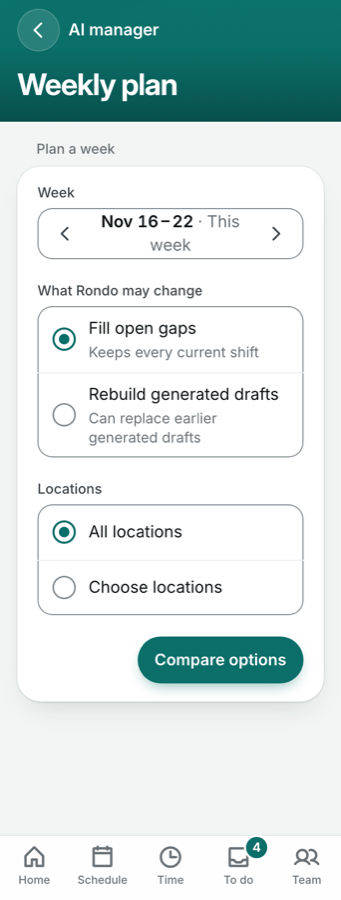 AI manager
Weekly plan
Plan a week
Week
Nov 16 – 22 · This
week
What Rondo may change
Fill open gaps
Keeps every current shift
Rebuild generated drafts
Can replace earlier
generated drafts
Locations
All locations
Choose locations
Compare options
4
Home
Schedule
Time
To do
Team